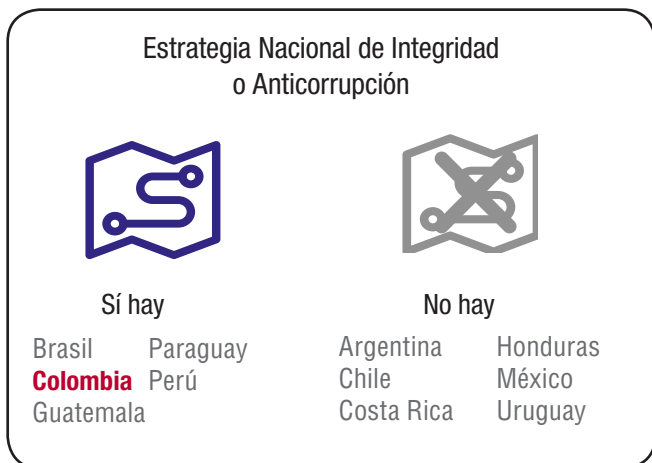 Estrategia Nacional de Integridad
o Anticorrupción
Sí hay
Brasil Paraguay
Colombia Perú
Guatemala
No hay
Argentina Honduras
Chile México
Costa Rica Uruguay